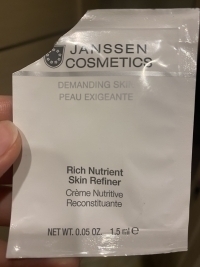 JANSSEN
COSMETICS
DEMANDING SKIN
PEAU EXIGEANTE
Rich Nutrient
Skin Refiner
Crème Nutritive
Reconstituante
NET WT. 0.05 OZ. 1.5 ml ℮